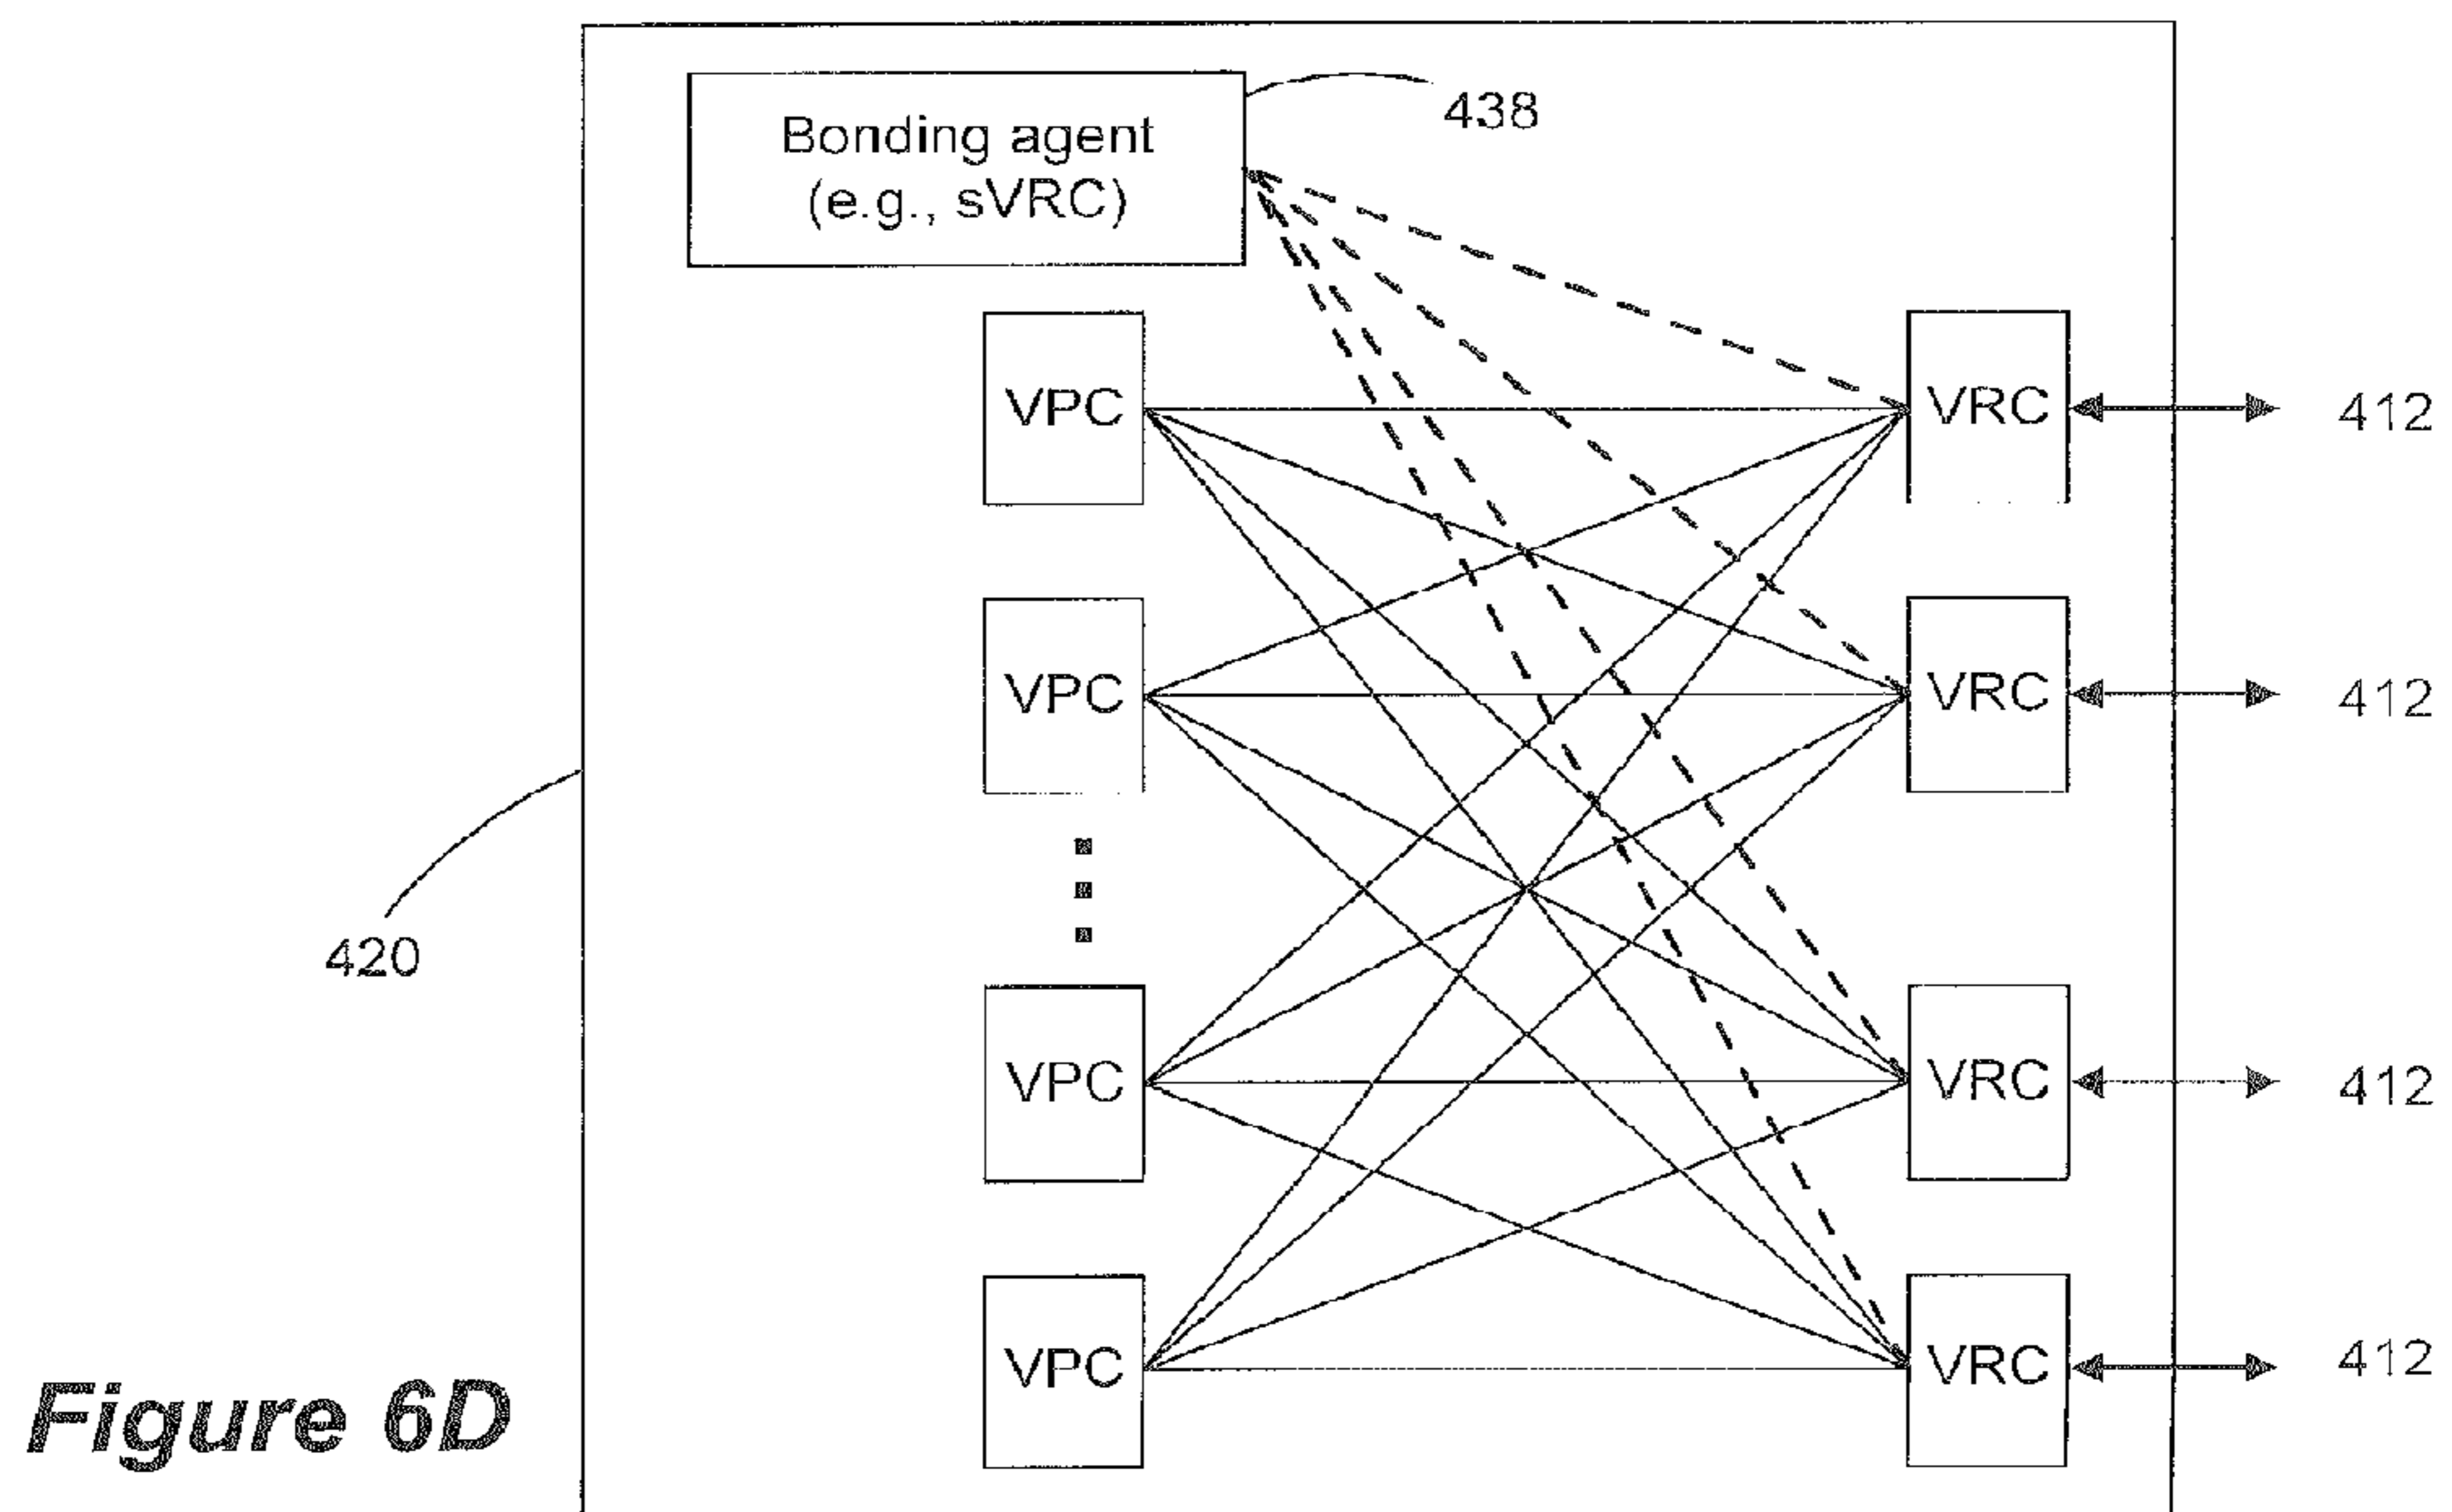 438
Bonding agent
(e.g., sVRC)
VPC
VRC
412
VPC
VRC
412
420
VPC
VRC
412
VPC
VRC
412
Figure 6D